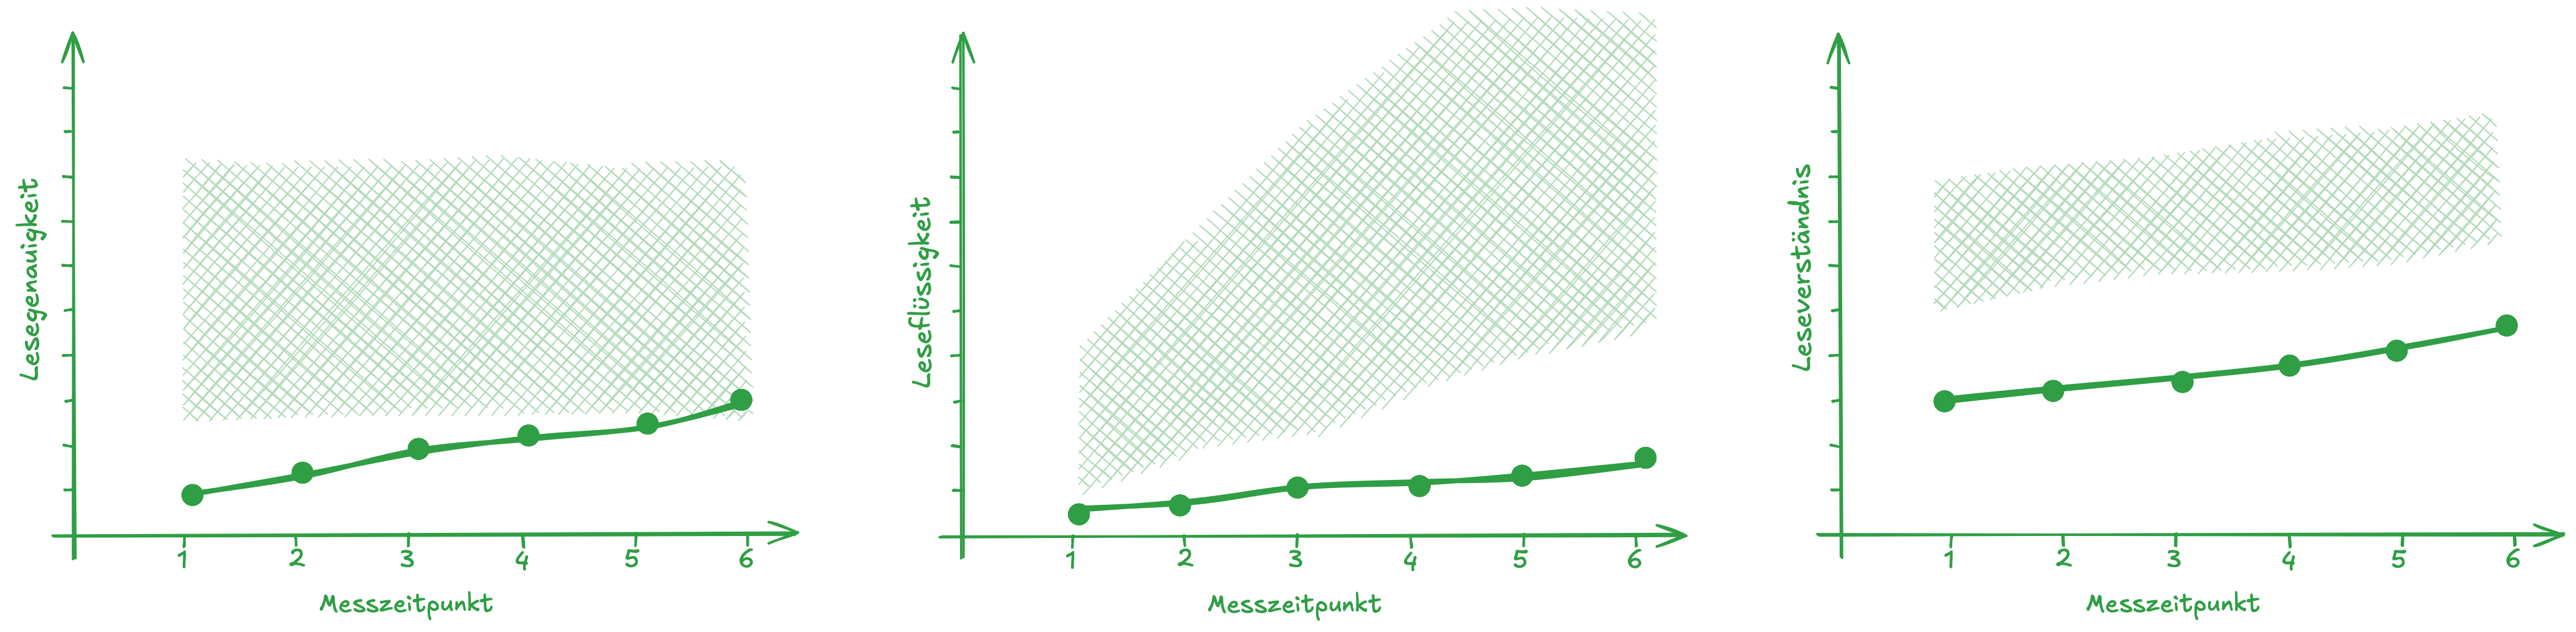 Lesegenauigkeit
1 2 3 4 5 6
Messzeitpunkt
Leseflüssigkeit
1 2 3 4 5 6
Messzeitpunkt
Leseverständnis
1 2 3 4 5 6
Messzeitpunkt